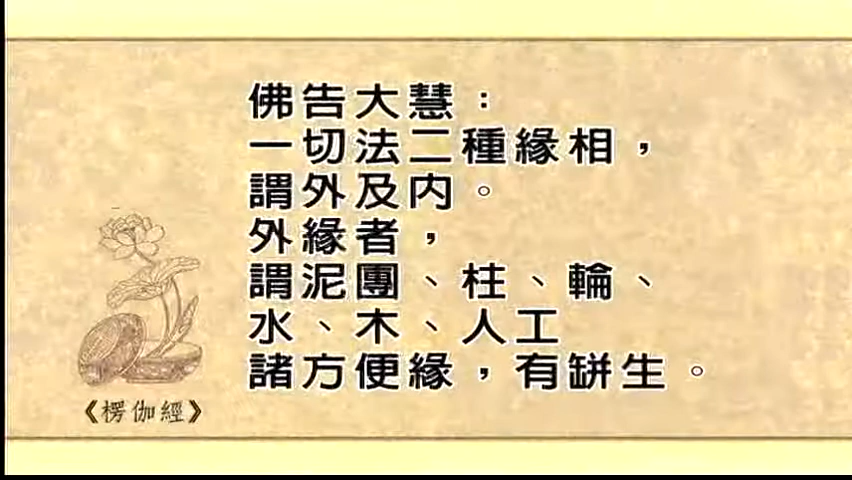 佛告大慧：
一切法二種緣相，
謂外及內。
外緣者，
謂泥團、柱、輪、
水、木、人工
諸方便緣，有缾生。
《楞伽經》